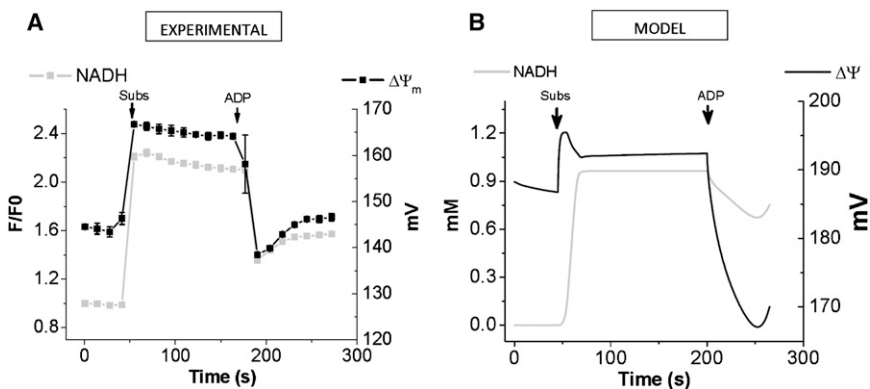 A
EXPERIMENTAL
NADH
ΔΨm
Subs
ADP
2.4
2.0
1.6
1.2
0.8
F/F0
170
160
150
140
130
120
mV
0
100
200
300
Time (s)
B
MODEL
NADH
ΔΨ
Subs
ADP
1.2
0.9
0.6
0.3
0.0
mM
200
190
180
170
mV
0
100
200
300
Time (s)